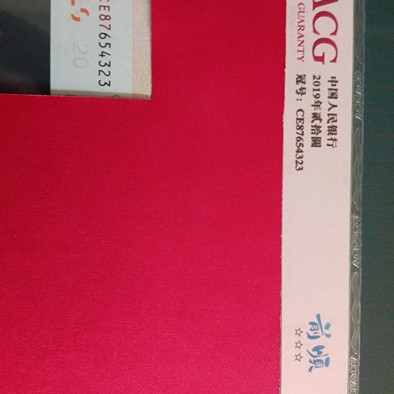 ACG
GUARANTY
中国人民银行
2019年贰拾圆
冠号：CE87654323
前順
☆☆☆
CE87654323
20